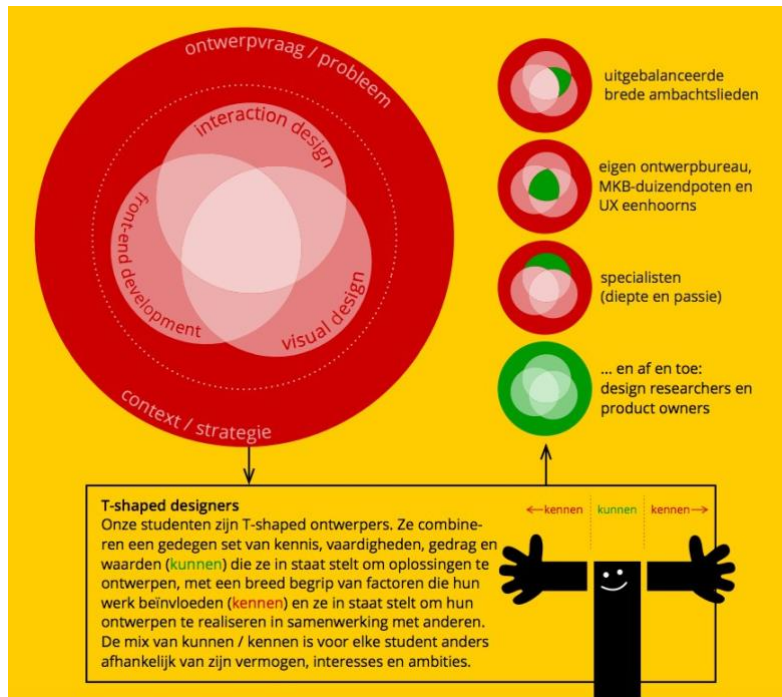 ontwerpvraag / probleem
interaction design
front-end development
visual design
context / strategie
uitgebalanceerde
brede ambachtslieden
eigen ontwerpbureau,
MKB-duizendpoten en
UX eenhoorns
specialisten
(diepte en passie)
... en af en toe:
design researchers en
product owners
T-shaped designers
Onze studenten zijn T-shaped ontwerpers. Ze combine-
ren een gedegen set van kennis, vaardigheden, gedrag en
waarden (kunnen) die ze in staat stelt om oplossingen te
ontwerpen, met een breed begrip van factoren die hun
werk beïnvloeden (kennen) en ze in staat stelt om hun
ontwerpen te realiseren in samenwerking met anderen.
De mix van kunnen / kennen is voor elke student anders
afhankelijk van zijn vermogen, interesses en ambities.
←kennen kunnen kennen→